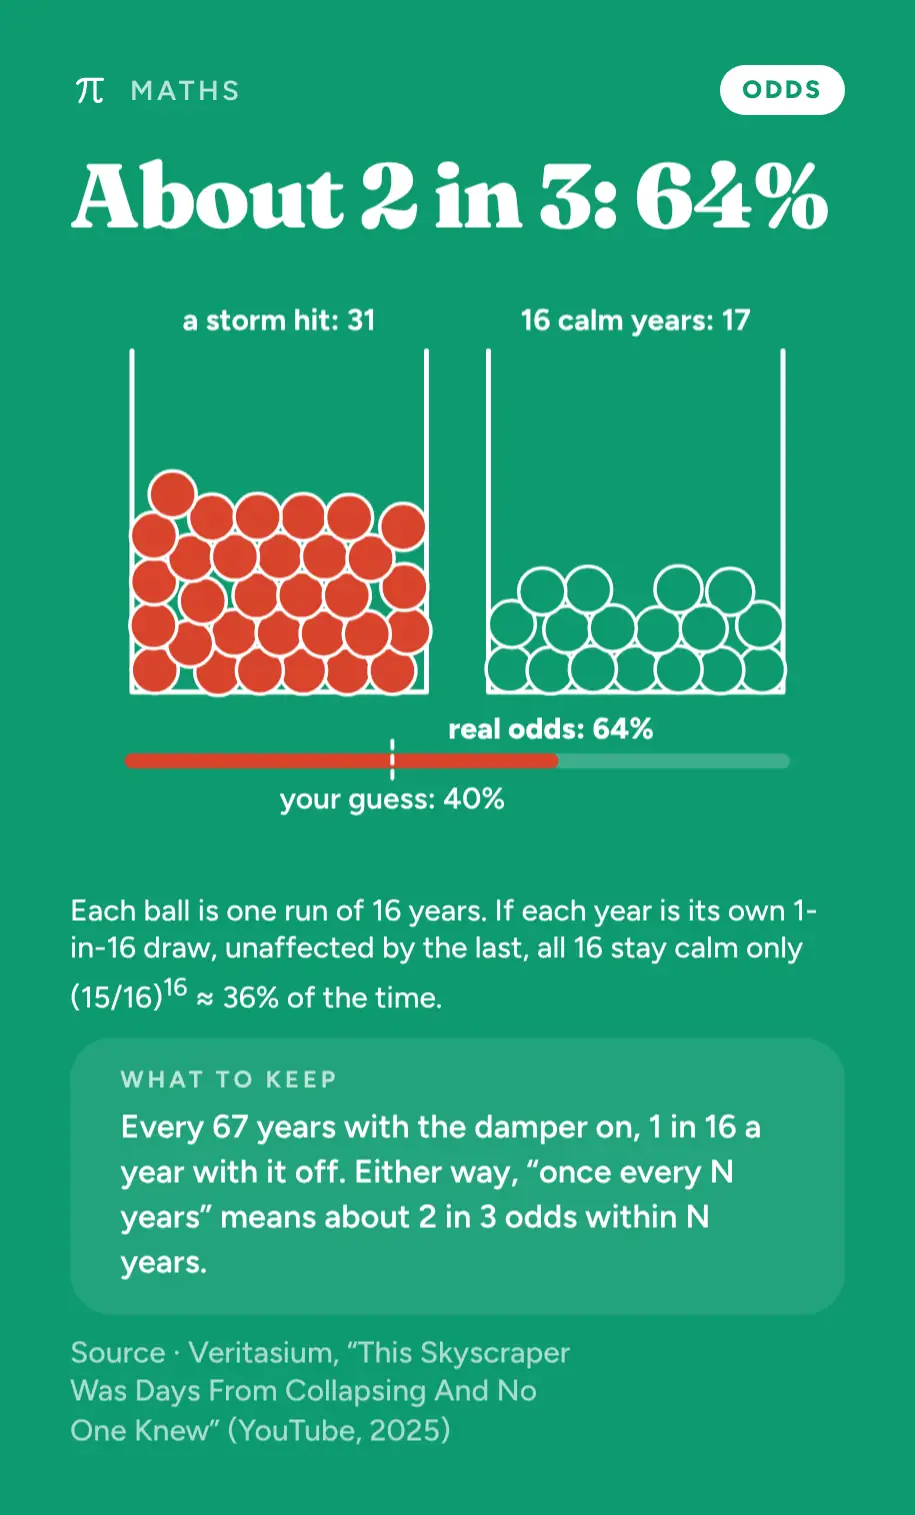 π MATHS
ODDS
About 2 in 3: 64%
a storm hit: 31
16 calm years: 17
real odds: 64%
your guess: 40%
Each ball is one run of 16 years. If each year is its own 1-
in-16 draw, unaffected by the last, all 16 stay calm only
(15/16)¹⁶ ≈ 36% of the time.
WHAT TO KEEP
Every 67 years with the damper on, 1 in 16 a
year with it off. Either way, “once every N
years” means about 2 in 3 odds within N
years.
Source · Veritasium, “This Skyscraper
Was Days From Collapsing And No
One Knew” (YouTube, 2025)